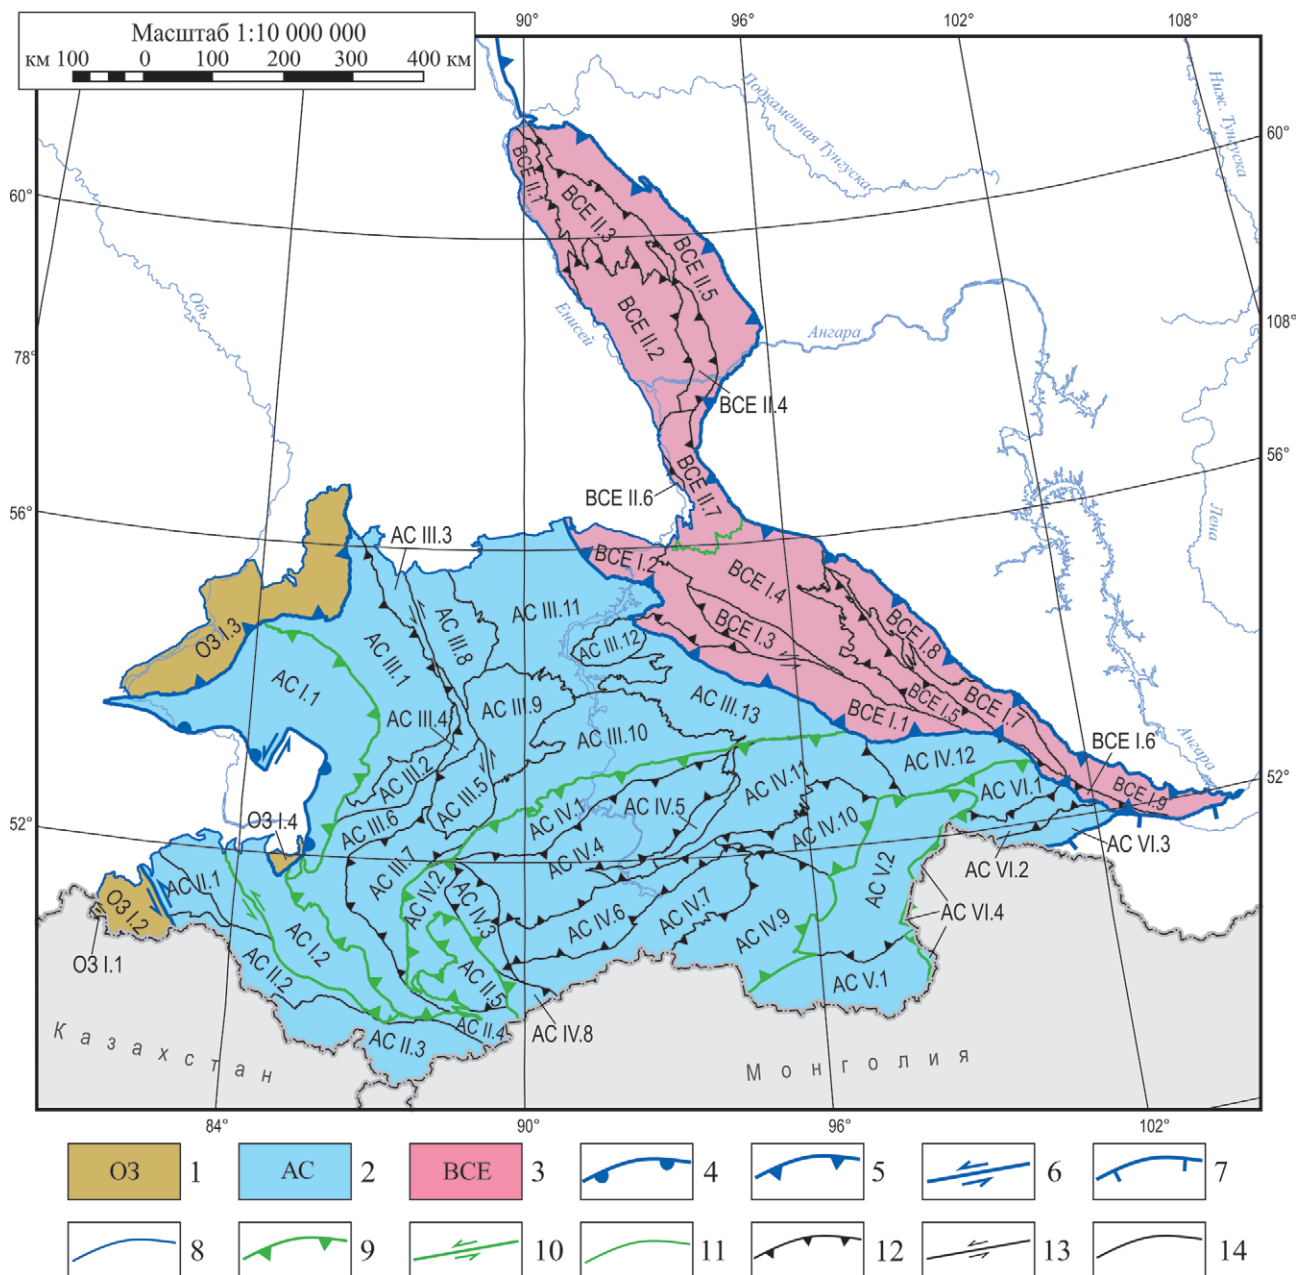 Масштаб 1:10 000 000
км 100 0 100 200 300 400 км
90° 96° 102° 108°
60°
60°
78°
108°
56°
56°
52°
52°
84° 90° 96° 102°
Подкаменная Тунгуска
Ниж. Тунгуска
Обь
Енисей
Ангара
Лена
Ангара
ВСЕ II.1
ВСЕ II.3
ВСЕ II.5
ВСЕ II.2
ВСЕ II.4
ВСЕ II.6
ВСЕ II.7
ВСЕ I.2
ВСЕ I.4
ВСЕ I.3
ВСЕ I.8
ВСЕ I.5
ВСЕ I.7
ВСЕ I.1
ВСЕ I.6
ВСЕ I.9
АС III.3
АС III.11
АС III.8
АС III.12
АС III.1
ОЗ I.3
АС I.1
АС III.4
АС III.9
АС III.13
АС III.10
АС III.2
АС III.5
АС IV.12
АС IV.11
АС VI.1
АС III.6
АС IV.1
АС IV.5
АС IV.10
ОЗ I.4
АС III.7
АС IV.4
АС VI.3
АС VI.2
АС V.2
АС VI.4
АС VII.1
ОЗ I.2
ОЗ I.1
АС IV.2
АС IV.3
АС IV.6
АС IV.7
АС IV.9
АС I.2
АС II.2
АС II.5
АС V.1
АС II.4
АС II.3
АС IV.8
Казахстан
Монголия
ОЗ 1
АС 2
ВСЕ 3
4
5
6
7
8
9
10
11
12
13
14